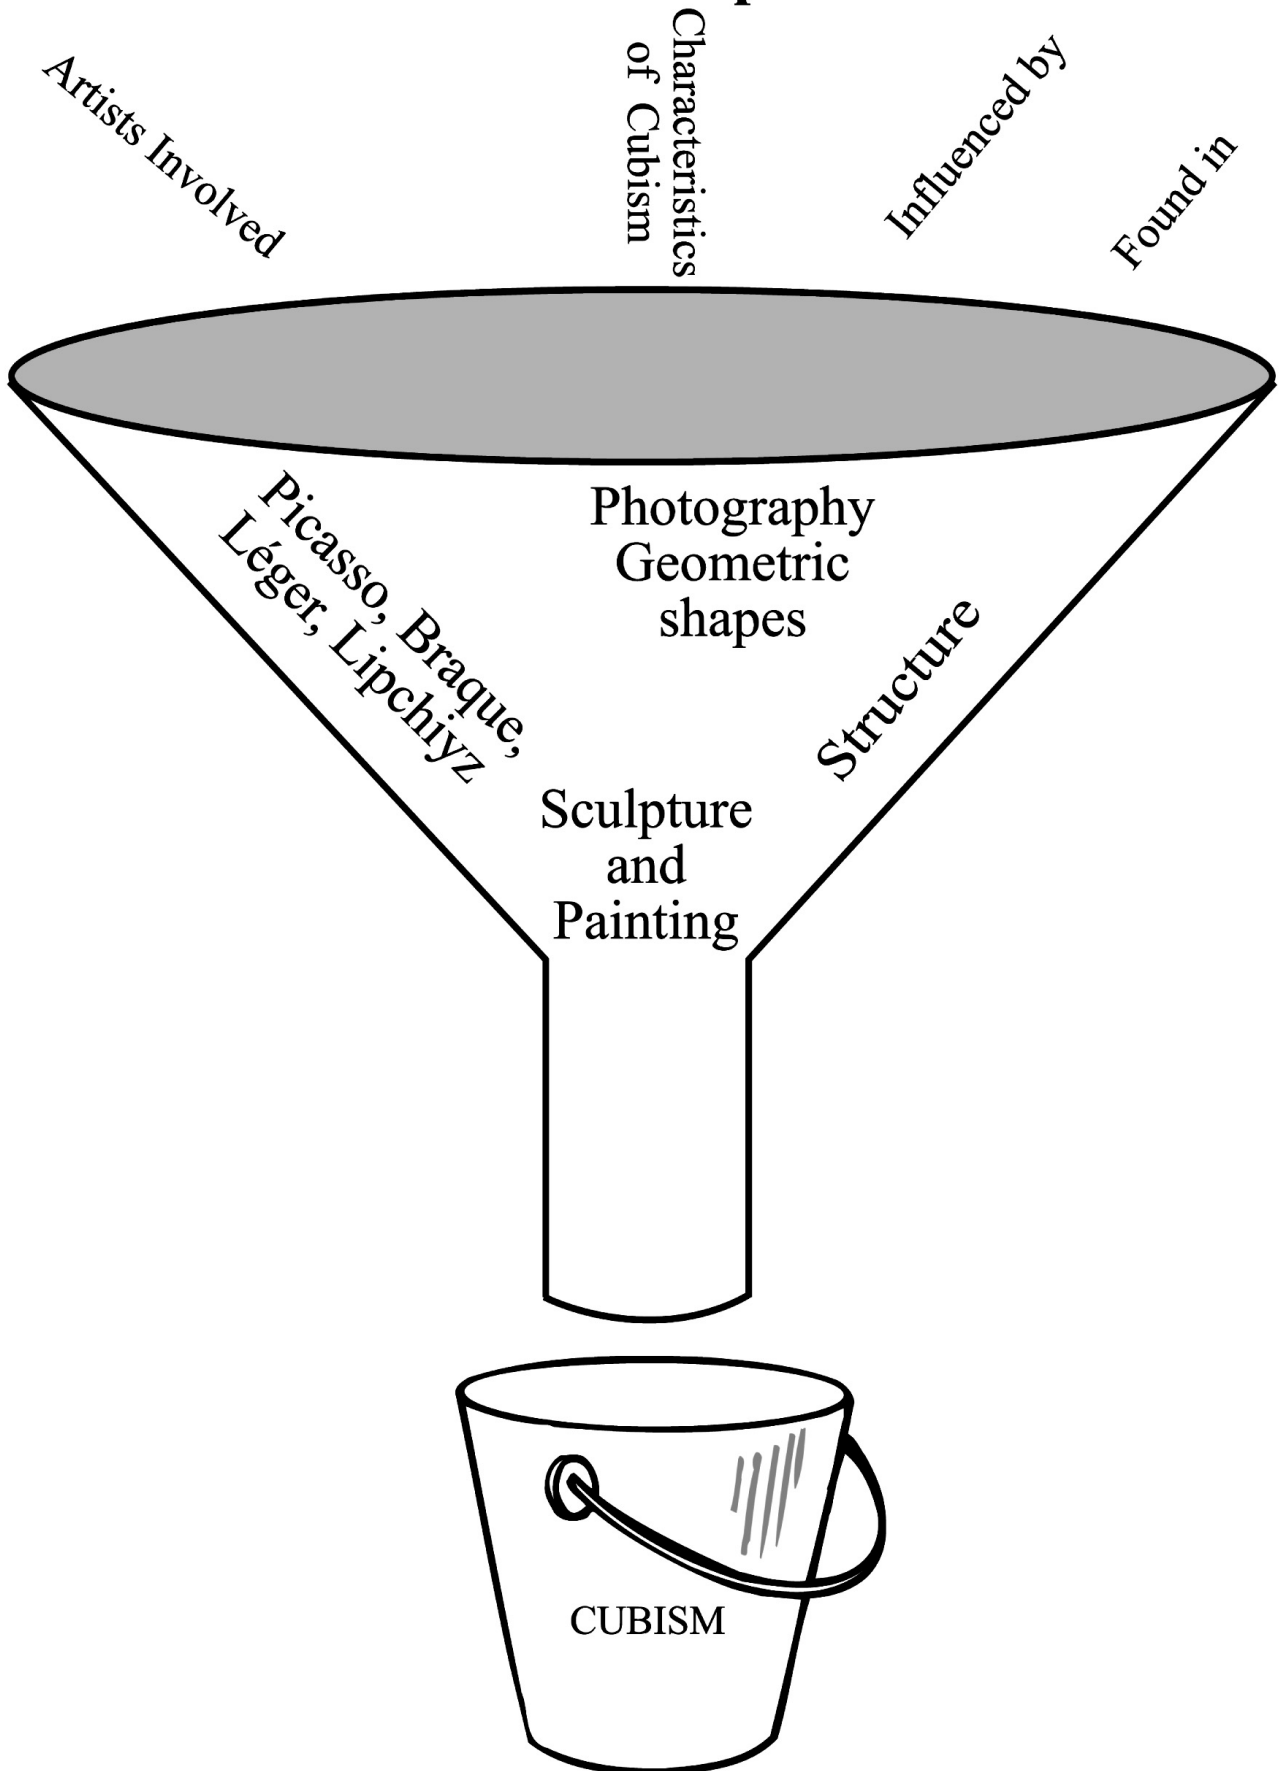 Artists Involved
Characteristics
of Cubism
Influenced by
Found in
Picasso, Braque,
Léger, Lipchiyz
Photography
Geometric
shapes
Structure
Sculpture
and
Painting
CUBISM